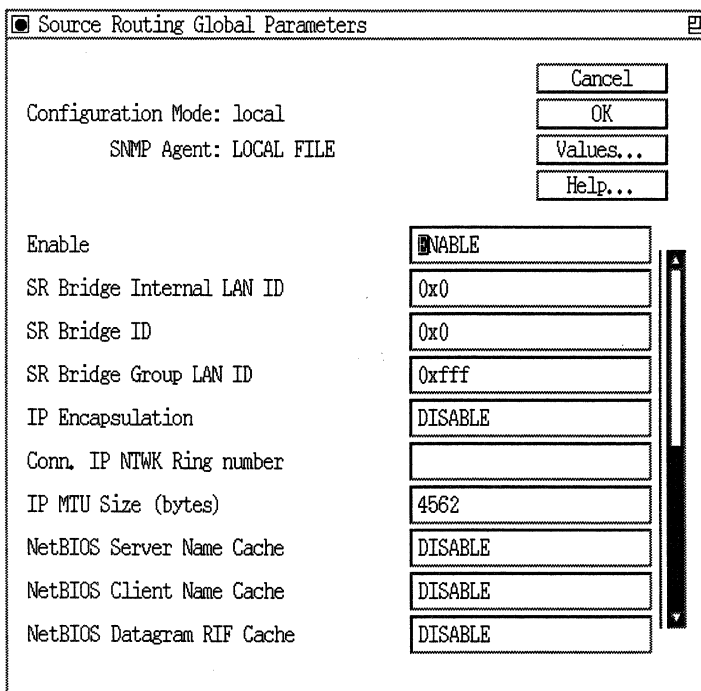 Source Routing Global Parameters
Cancel
Configuration Mode: local
OK
SNMP Agent: LOCAL FILE
Values...
Help...
Enable
ENABLE
SR Bridge Internal LAN ID
0x0
SR Bridge ID
0x0
SR Bridge Group LAN ID
0xfff
IP Encapsulation
DISABLE
Conn. IP NTWK Ring number
IP MTU Size (bytes)
4562
NetBIOS Server Name Cache
DISABLE
NetBIOS Client Name Cache
DISABLE
NetBIOS Datagram RIF Cache
DISABLE